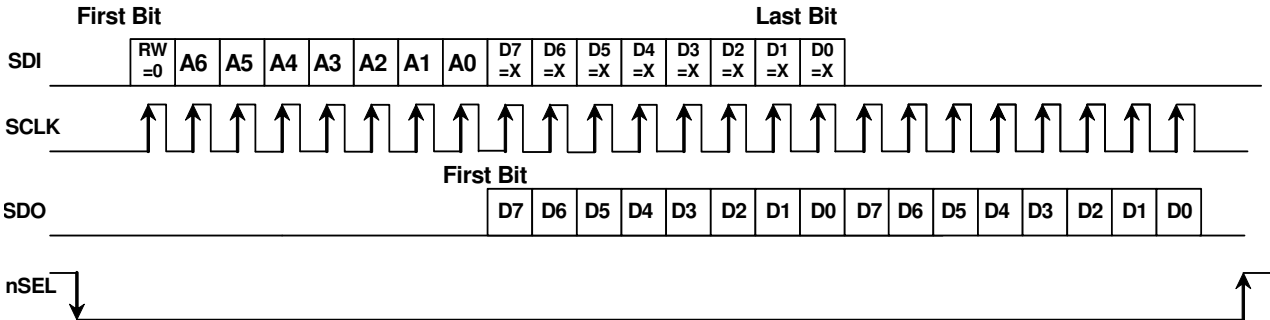 First Bit Last Bit
SDI RW =0 A6 A5 A4 A3 A2 A1 A0 D7 =X D6 =X D5 =X D4 =X D3 =X D2 =X D1 =X D0 =X
SCLK
First Bit
SDO D7 D6 D5 D4 D3 D2 D1 D0 D7 D6 D5 D4 D3 D2 D1 D0
nSEL